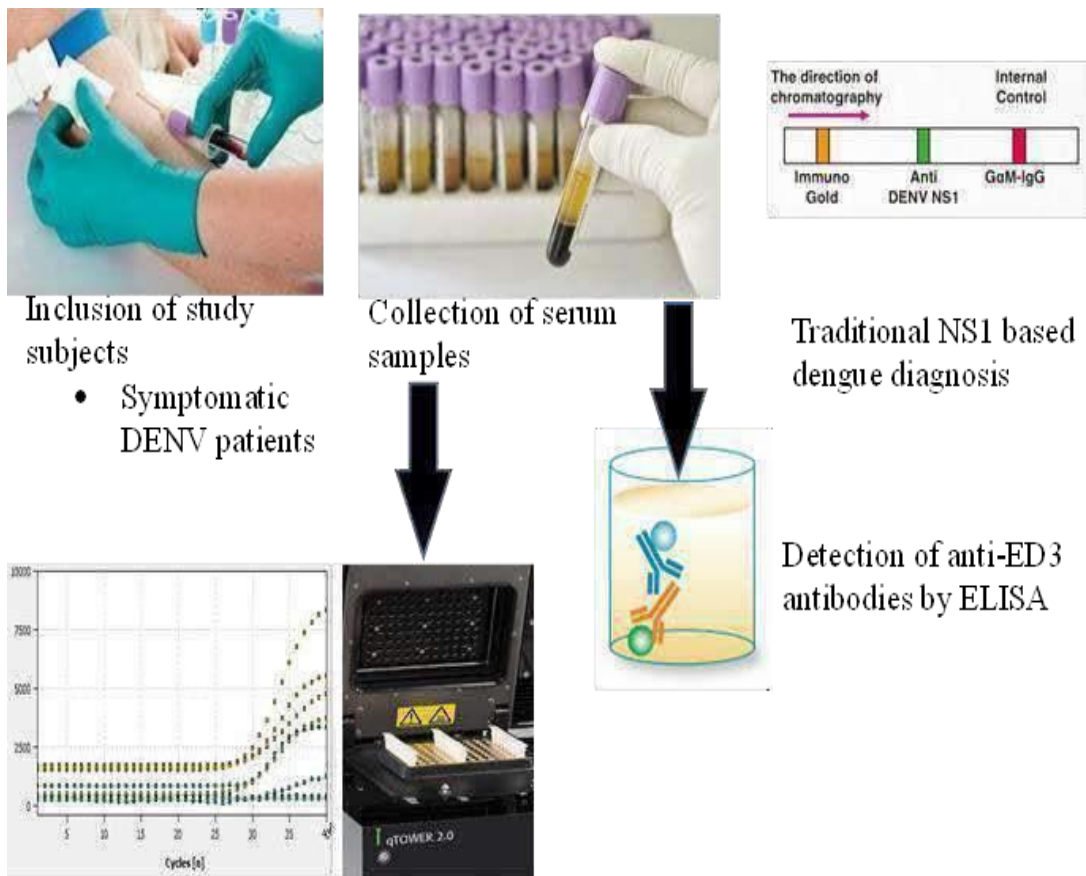 The direction of
chromatography
Internal
Control
Immuno
Gold
Anti
DENV NS1
GαM-IgG
Inclusion of study
subjects
• Symptomatic
DENV patients
Collection of serum
samples
Traditional NS1 based
dengue diagnosis
Detection of anti-ED3
antibodies by ELISA
10000
7500
5000
2500
0
5
10
15
20
25
30
35
Cycles [n]
qTOWER 2.0